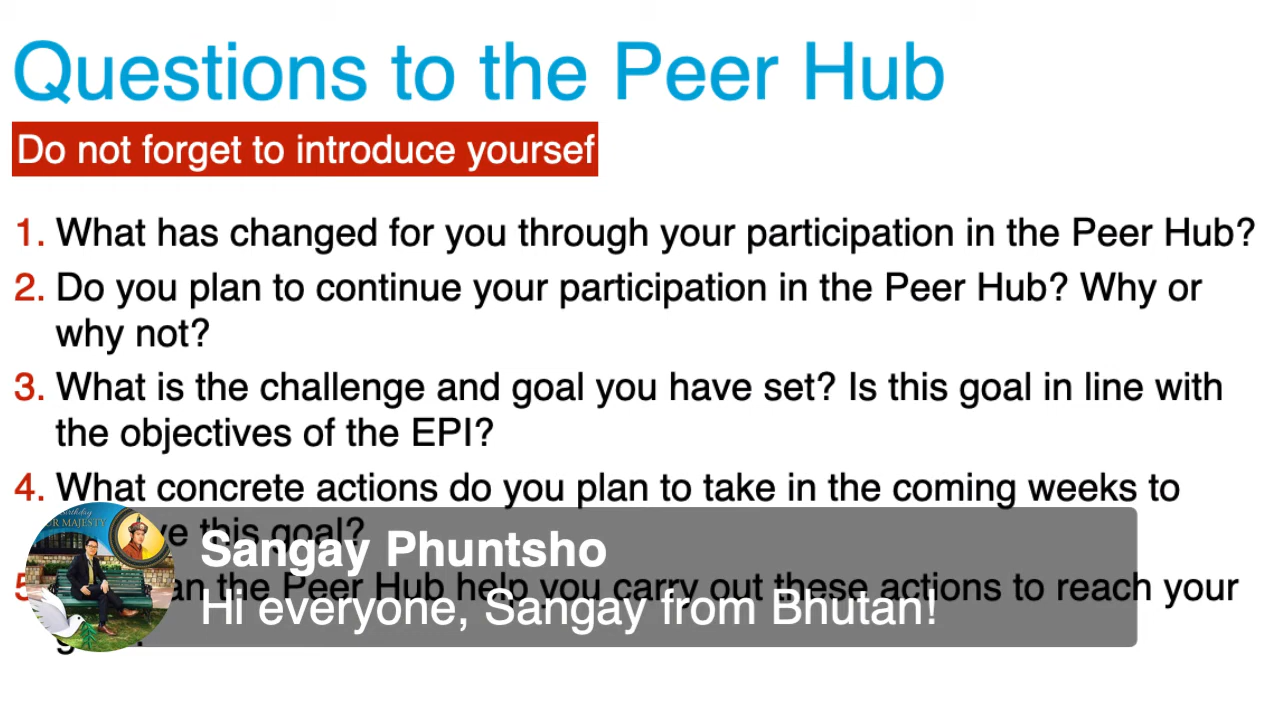 Questions to the Peer Hub
Do not forget to introduce yoursef
1. What has changed for you through your participation in the Peer Hub?
2. Do you plan to continue your participation in the Peer Hub? Why or
why not?
3. What is the challenge and goal you have set? Is this goal in line with
the objectives of the EPI?
4. What concrete actions do you plan to take in the coming weeks to
this goal?
Sangay Phuntsho
the Peer Hub help you carry out these actions to reach your
Hi everyone, Sangay from Bhutan!